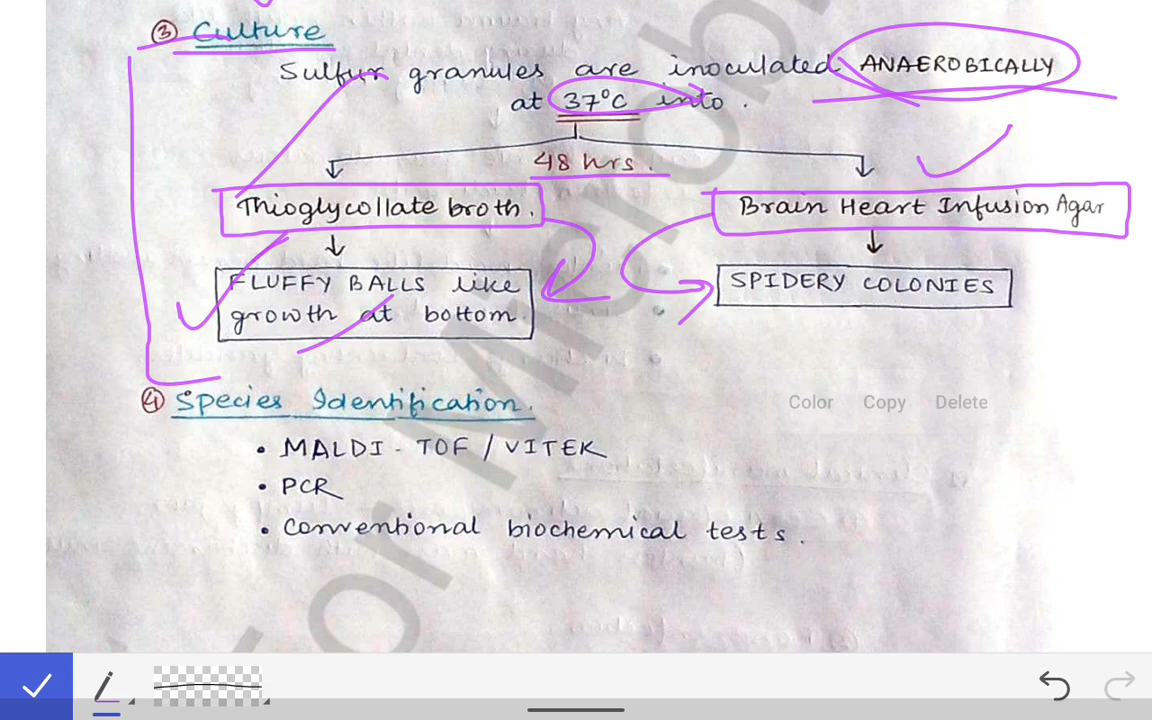 ③ Culture
Sulfur granules are inoculated ANAEROBICALLY
at 37°C into.
48 hrs.
Thioglycollate broth.
Brain Heart Infusion Agar
FLUFFY BALLS like
growth at bottom.
SPIDERY COLONIES
④ Species Identification.
Color Copy Delete
• MALDI-TOF / VITEK
• PCR
• Conventional biochemical tests.
For Microbi